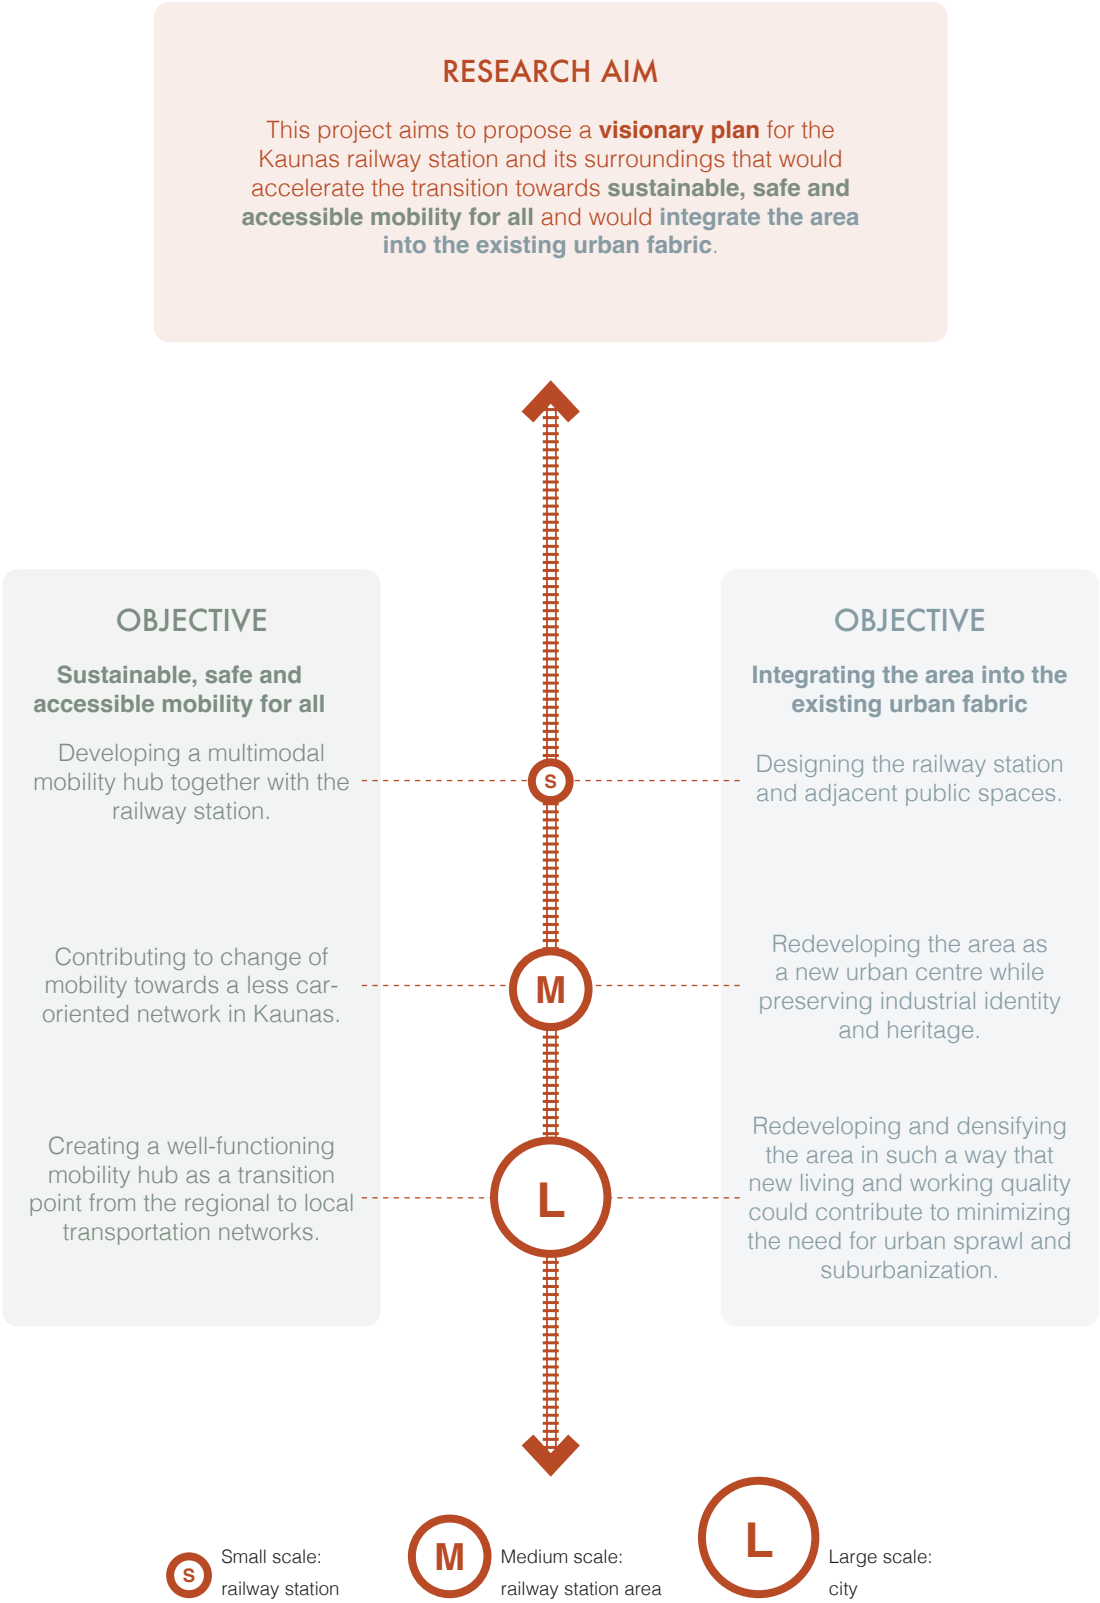 RESEARCH AIM
This project aims to propose a visionary plan for the
Kaunas railway station and its surroundings that would
accelerate the transition towards sustainable, safe and
accessible mobility for all and would integrate the area
into the existing urban fabric.
OBJECTIVE
Sustainable, safe and
accessible mobility for all
Developing a multimodal
mobility hub together with the
railway station.
Contributing to change of
mobility towards a less car-
oriented network in Kaunas.
Creating a well-functioning
mobility hub as a transition
point from the regional to local
transportation networks.
S
M
L
OBJECTIVE
Integrating the area into the
existing urban fabric
Designing the railway station
and adjacent public spaces.
Redeveloping the area as
a new urban centre while
preserving industrial identity
and heritage.
Redeveloping and densifying
the area in such a way that
new living and working quality
could contribute to minimizing
the need for urban sprawl and
suburbanization.
S
Small scale:
railway station
M
Medium scale:
railway station area
L
Large scale:
city